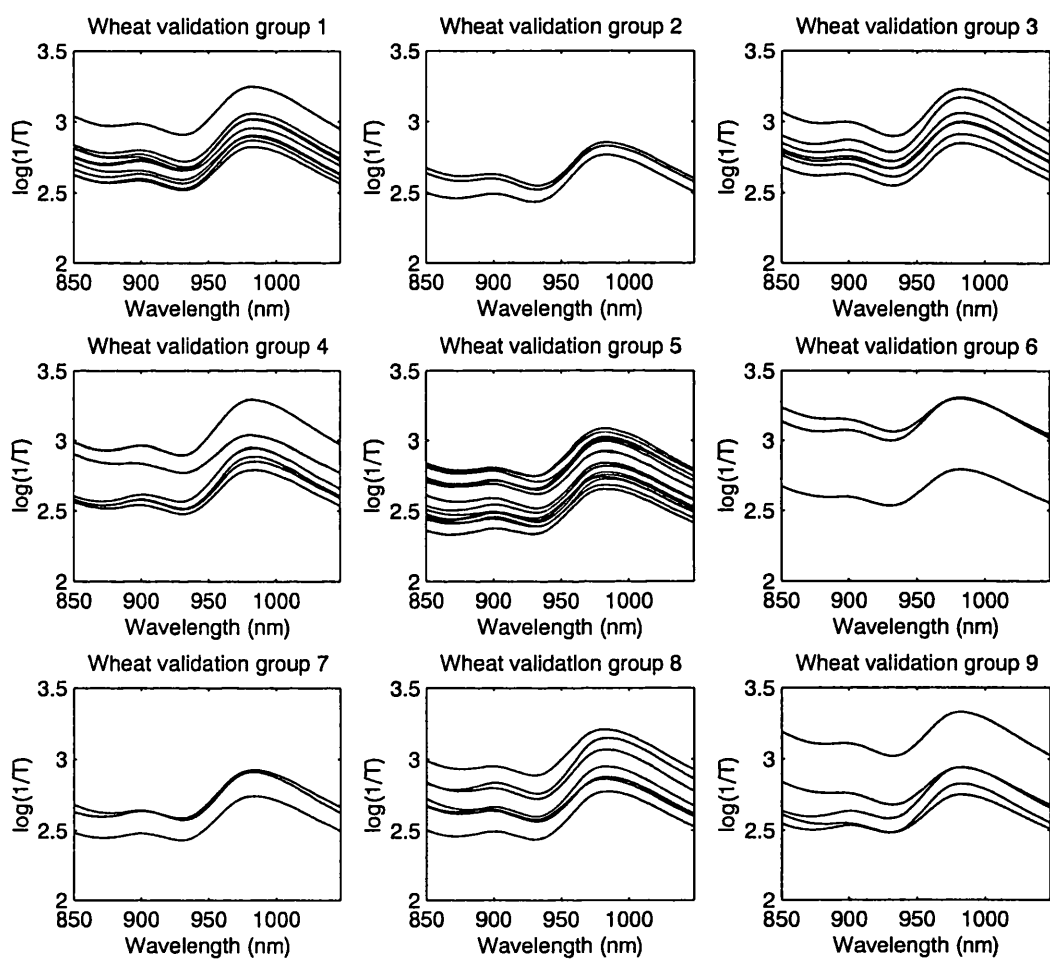 Wheat validation group 1
Wheat validation group 2
Wheat validation group 3
3.5
3
2.5
2
log(1/T)
850 900 950 1000
Wavelength (nm)
3.5
3
2.5
2
log(1/T)
850 900 950 1000
Wavelength (nm)
3.5
3
2.5
2
log(1/T)
850 900 950 1000
Wavelength (nm)
Wheat validation group 4
Wheat validation group 5
Wheat validation group 6
3.5
3
2.5
2
log(1/T)
850 900 950 1000
Wavelength (nm)
3.5
3
2.5
2
log(1/T)
850 900 950 1000
Wavelength (nm)
3.5
3
2.5
2
log(1/T)
850 900 950 1000
Wavelength (nm)
Wheat validation group 7
Wheat validation group 8
Wheat validation group 9
3.5
3
2.5
2
log(1/T)
850 900 950 1000
Wavelength (nm)
3.5
3
2.5
2
log(1/T)
850 900 950 1000
Wavelength (nm)
3.5
3
2.5
2
log(1/T)
850 900 950 1000
Wavelength (nm)